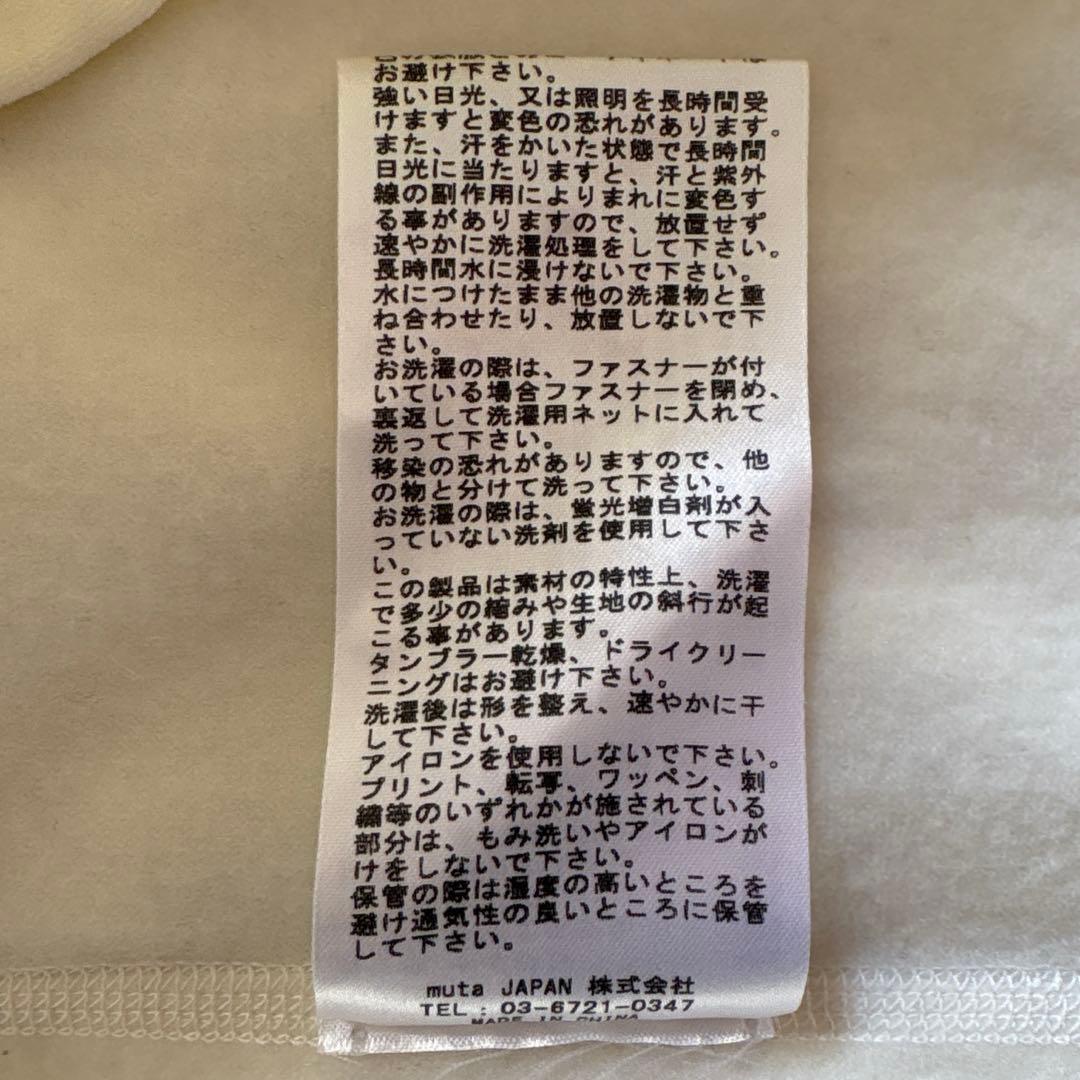 お避け下さい。
強い日光、又は照明を長時間受
けますと変色の恐れがあります。
また、汗をかいた状態で長時間
日光に当たりますと、汗と紫外
線の副作用によりまれに変色す
る事がありますので、放置せず
速やかに洗濯処理をして下さい。
長時間水に浸けないで下さい。
水につけたまま他の洗濯物と重
ね合わせたり、放置しないで下
さい。
お洗濯の際は、ファスナーが付
いている場合ファスナーを閉め、
裏返して洗濯用ネットに入れて
洗って下さい。
移染の恐れがありますので、他
の物と分けて洗って下さい。
お洗濯の際は、蛍光増白剤が入
っていない洗剤を使用して下さ
い。
この製品は素材の特性上、洗濯
で多少の縮みや生地の斜行が起
こる事があります。
タンブラー乾燥、ドライクリー
ニングはお避け下さい。
洗濯後は形を整え、速やかに干
して下さい。
アイロンを使用しないで下さい。
プリント、転写、ワッペン、刺
繍等のいずれかが施されている
部分は、もみ洗いやアイロンが
けをしないで下さい。
保管の際は湿度の高いところを
避け通気性の良いところに保管
して下さい。
muta JAPAN 株式会社
TEL : 03-6721-0347
MADE IN CHINA